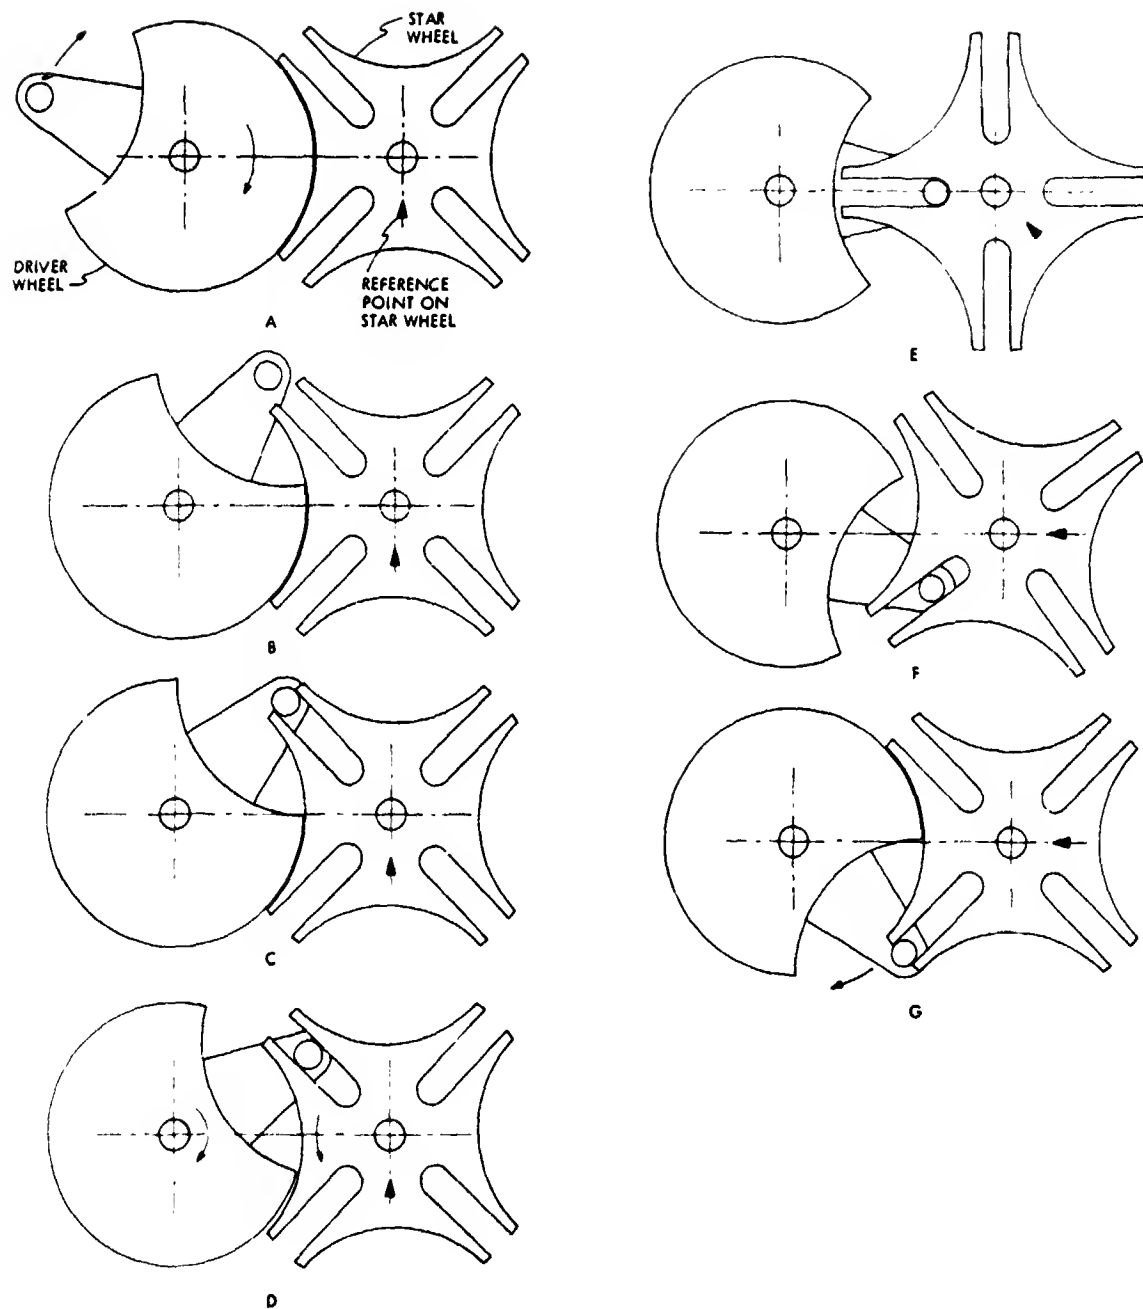 STAR
WHEEL
DRIVER
WHEEL
REFERENCE
POINT ON
STAR WHEEL
A
B
C
D
E
F
G